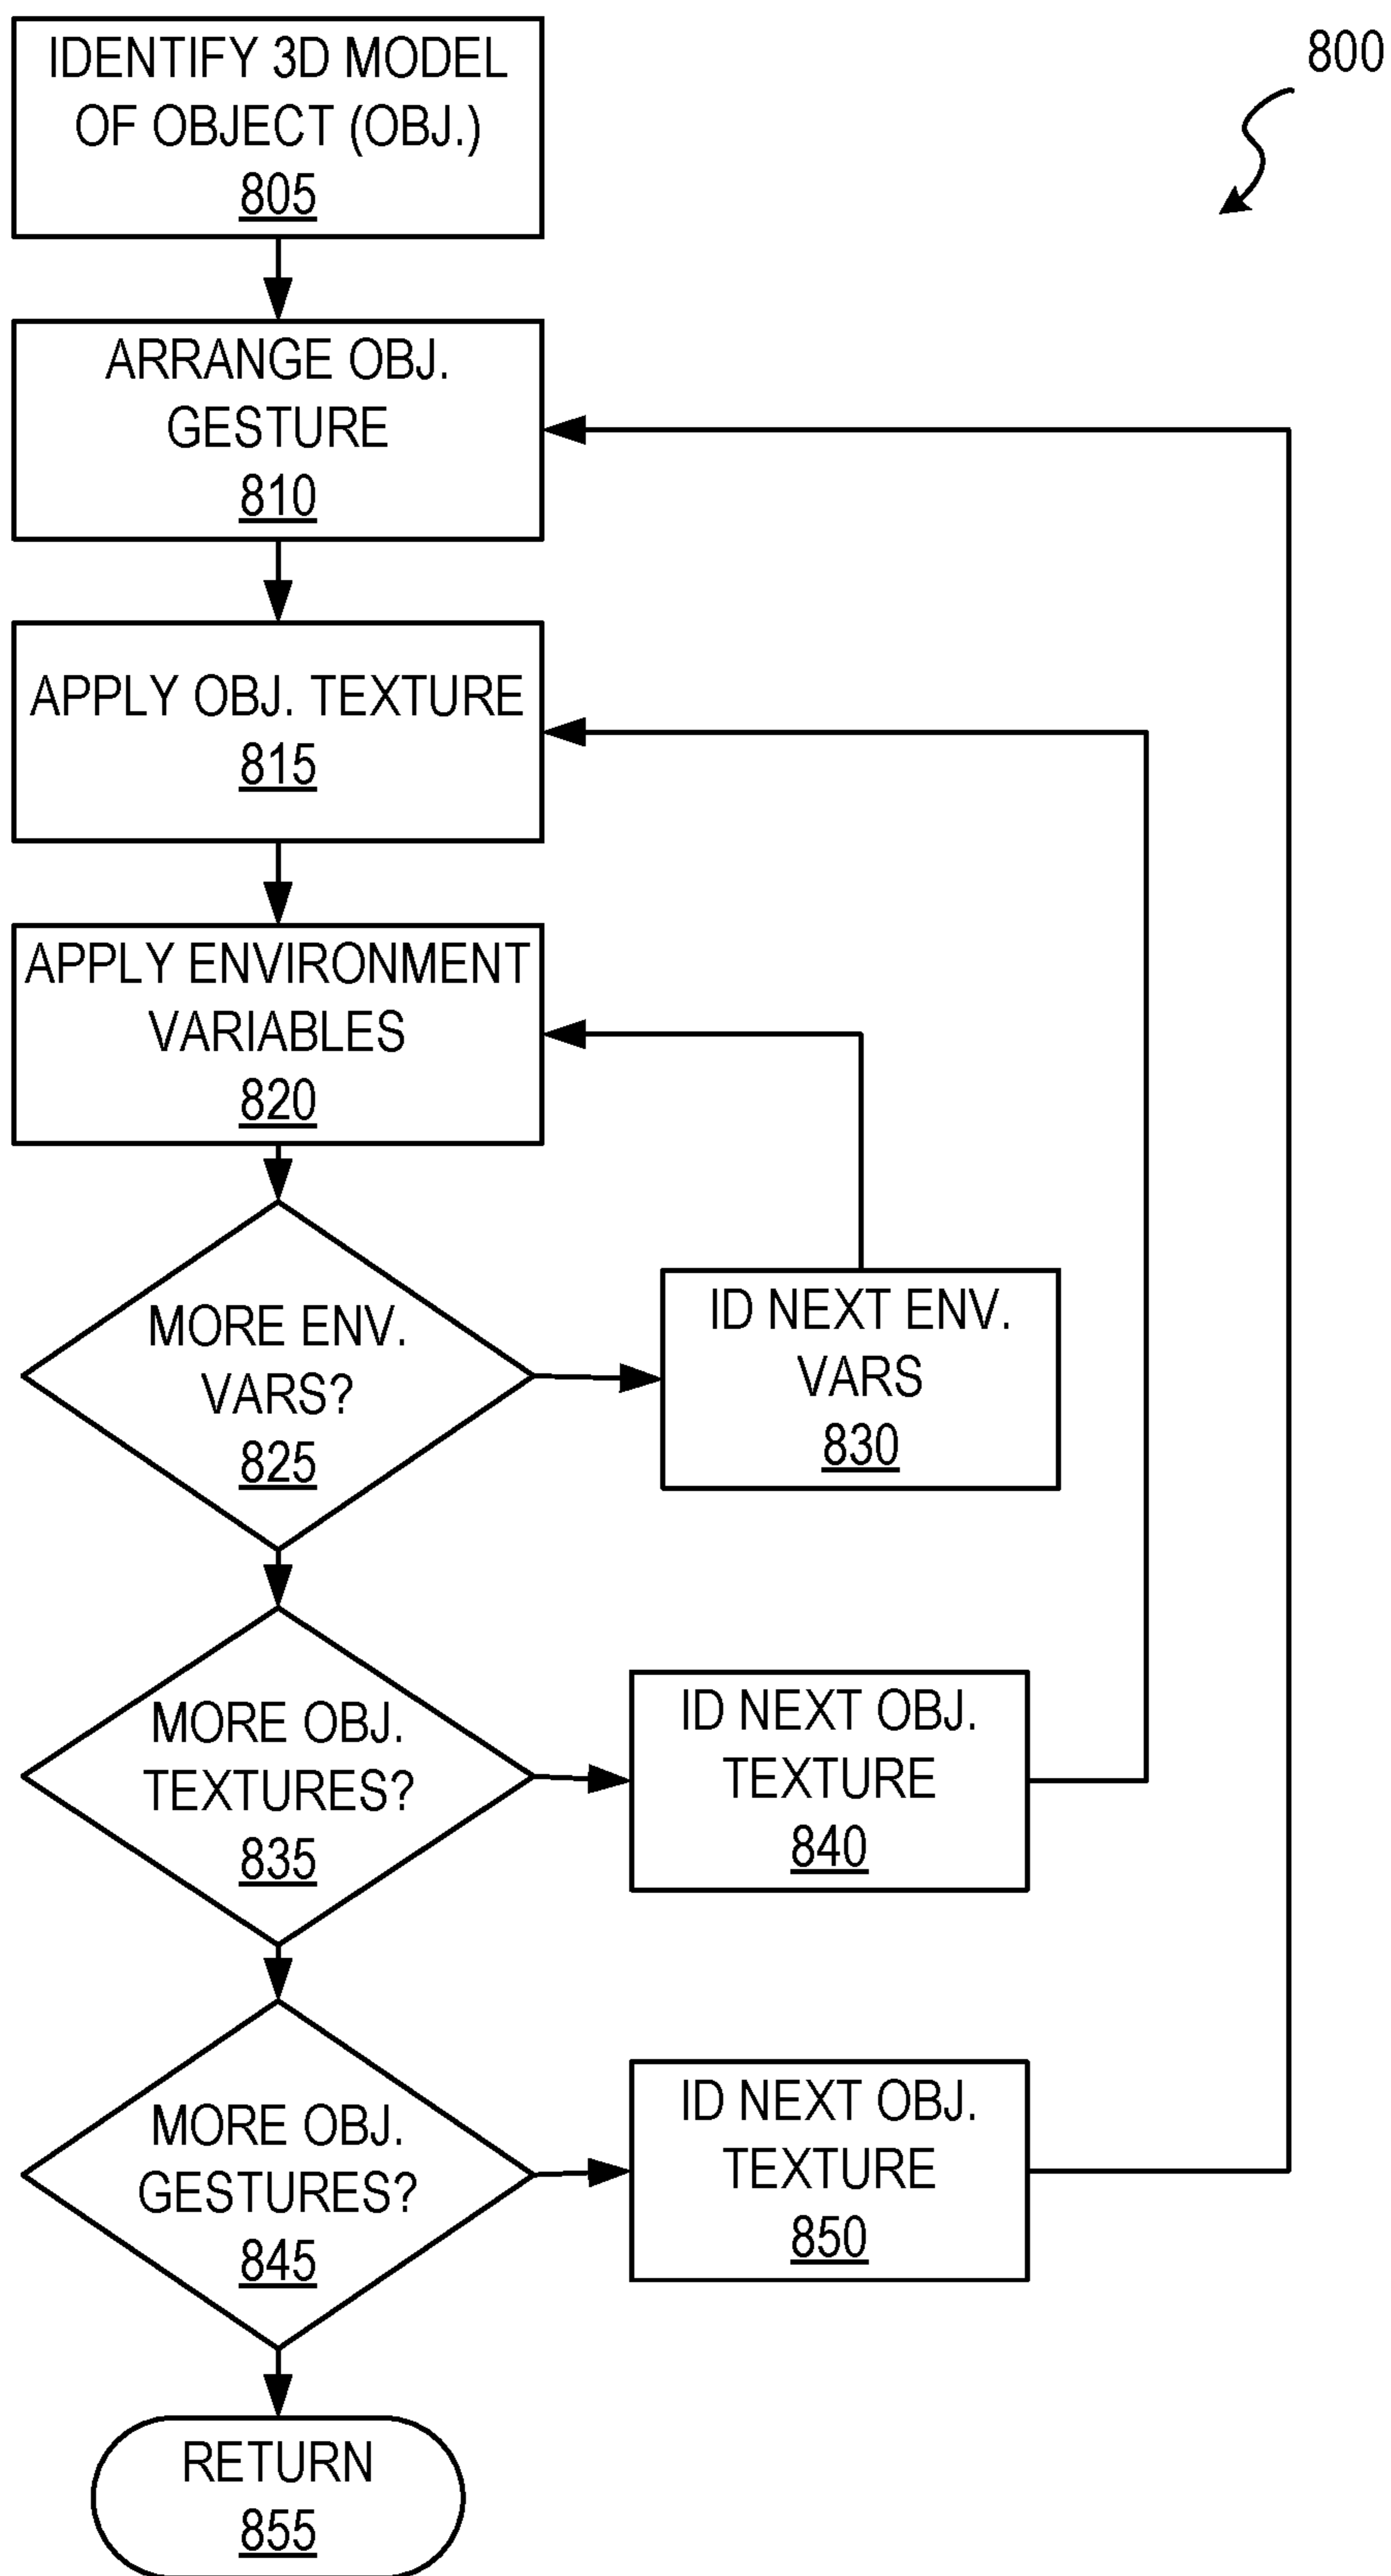 800
IDENTIFY 3D MODEL
OF OBJECT (OBJ.)
805
ARRANGE OBJ.
GESTURE
810
APPLY OBJ. TEXTURE
815
APPLY ENVIRONMENT
VARIABLES
820
MORE ENV.
VARS?
825
ID NEXT ENV.
VARS
830
MORE OBJ.
TEXTURES?
835
ID NEXT OBJ.
TEXTURE
840
MORE OBJ.
GESTURES?
845
ID NEXT OBJ.
TEXTURE
850
RETURN
855